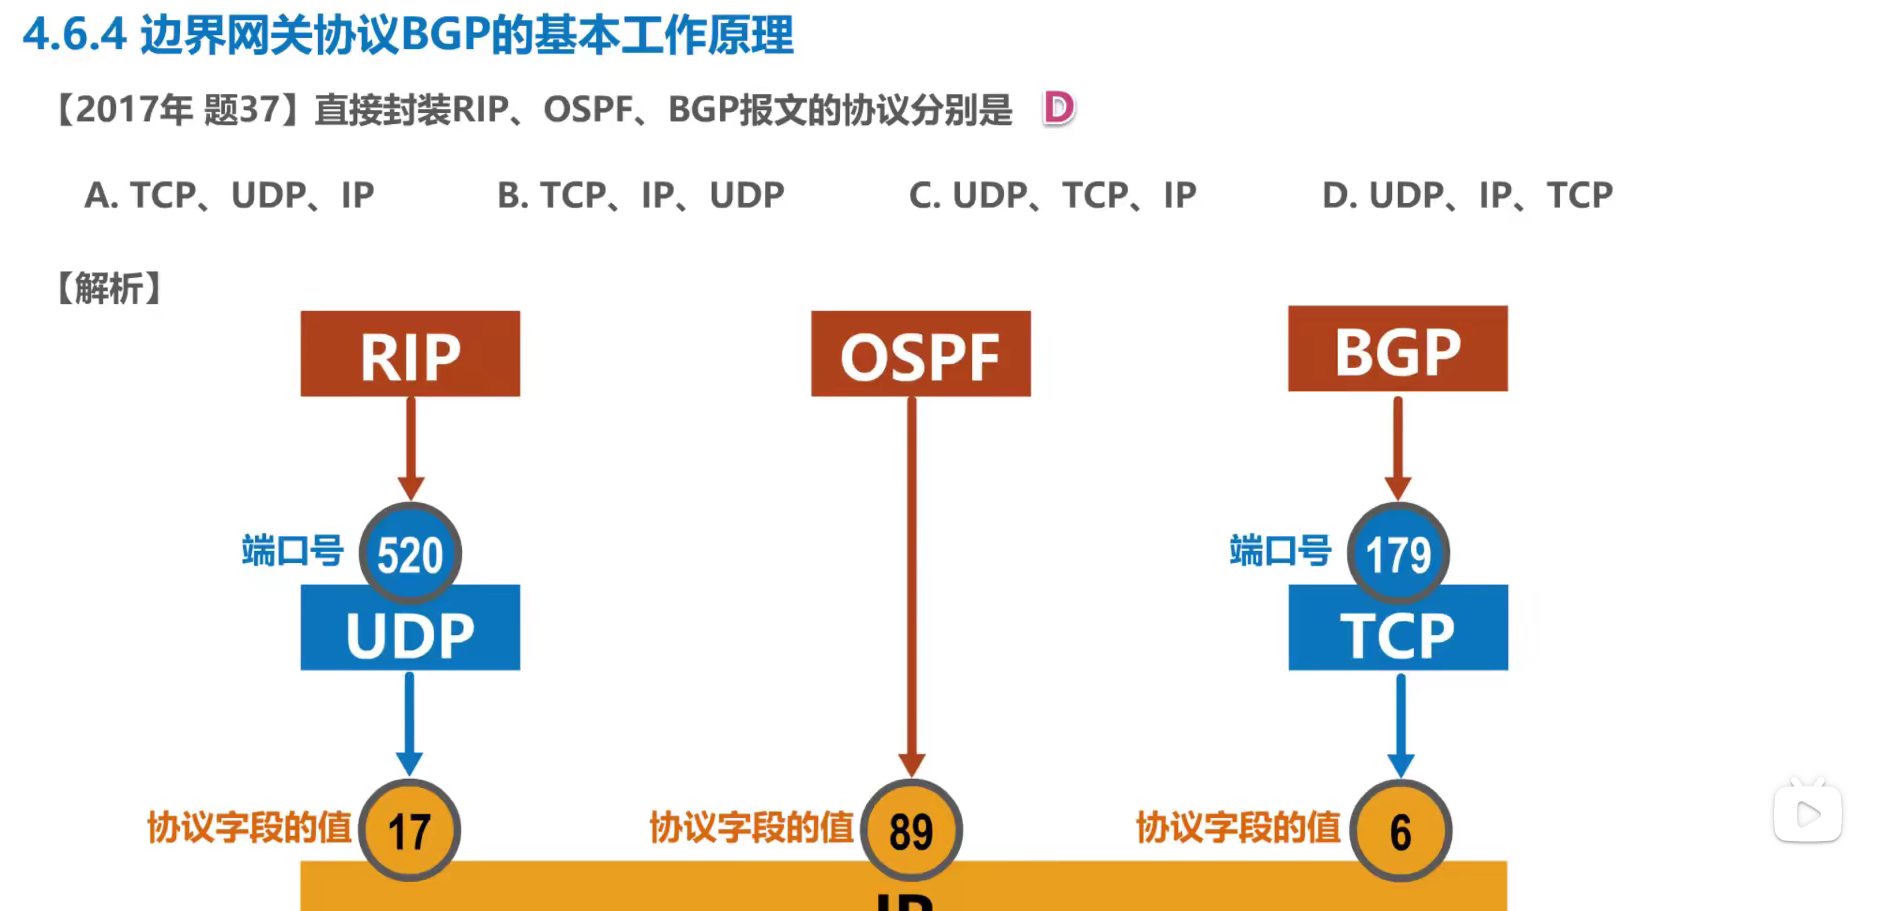 4.6.4 边界网关协议BGP的基本工作原理
【2017年 题37】直接封装RIP、OSPF、BGP报文的协议分别是 D
A. TCP、UDP、IP B. TCP、IP、UDP C. UDP、TCP、IP D. UDP、IP、TCP
【解析】
RIP OSPF BGP
端口号 520 端口号 179
UDP TCP
协议字段的值 17 协议字段的值 89 协议字段的值 6
IP